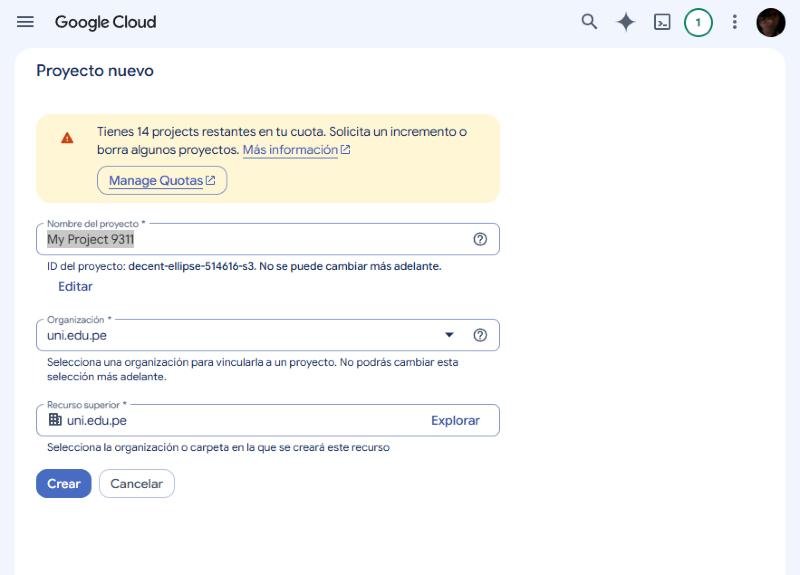 Google Cloud
1
Proyecto nuevo
Tienes 14 projects restantes en tu cuota. Solicita un incremento o
borra algunos proyectos. Más información
Manage Quotas
Nombre del proyecto *
My Project 9311
ID del proyecto: decent-ellipse-514616-s3. No se puede cambiar más adelante.
Editar
Organización *
uni.edu.pe
Selecciona una organización para vincularla a un proyecto. No podrás cambiar esta
selección más adelante.
Recurso superior *
uni.edu.pe Explorar
Selecciona la organización o carpeta en la que se creará este recurso
Crear Cancelar